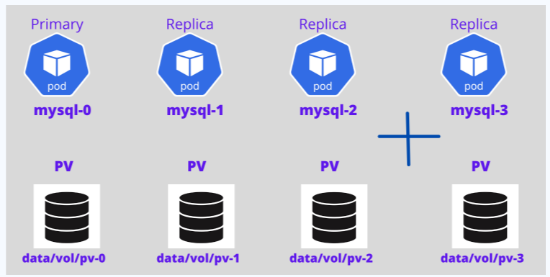 Primary
Replica
Replica
Replica
pod
pod
pod
pod
mysql-0
mysql-1
mysql-2
mysql-3
PV
PV
PV
PV
data/vol/pv-0
data/vol/pv-1
data/vol/pv-2
data/vol/pv-3